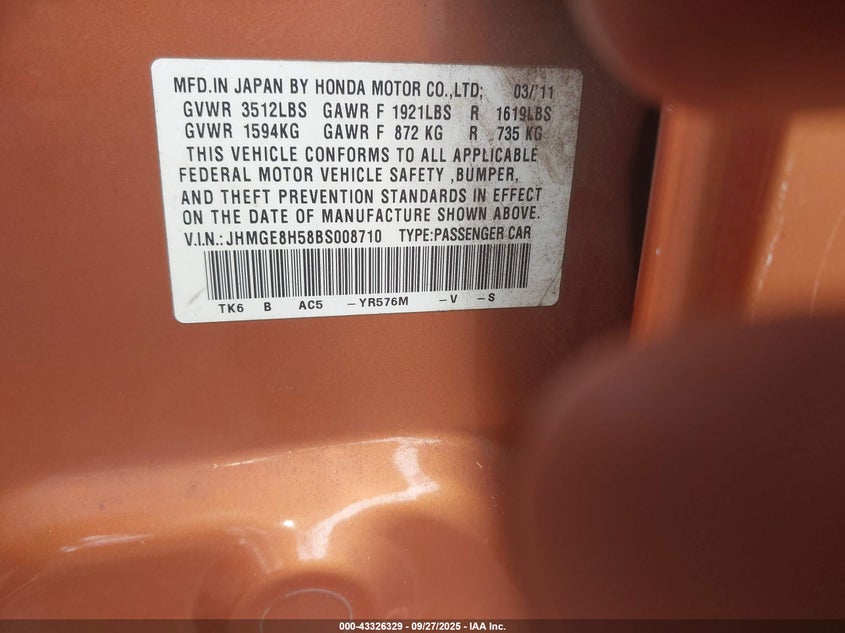 MFD.IN JAPAN BY HONDA MOTOR CO.,LTD; 03/'11
GVWR 3512LBS GAWR F 1921LBS R 1619LBS
GVWR 1594KG GAWR F 872 KG R 735 KG
THIS VEHICLE CONFORMS TO ALL APPLICABLE
FEDERAL MOTOR VEHICLE SAFETY ,BUMPER,
AND THEFT PREVENTION STANDARDS IN EFFECT
ON THE DATE OF MANUFACTURE SHOWN ABOVE.
V.I.N.: JHMGE8H58BS008710 TYPE:PASSENGER CAR
TK6 B AC5 -YR576M -V -S
000-43326329 - 09/27/2025 - IAA Inc.